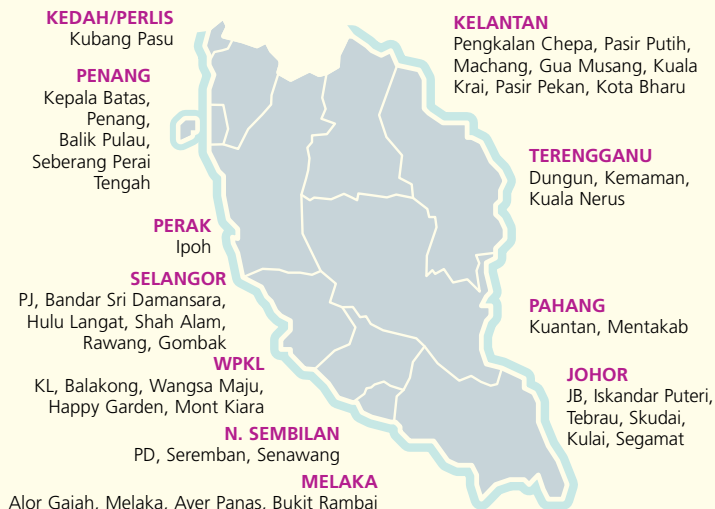 KEDAH/PERLIS
Kubang Pasu
PENANG
Kepala Batas,
Penang,
Balik Pulau,
Seberang Perai
Tengah
PERAK
Ipoh
SELANGOR
PJ, Bandar Sri Damansara,
Hulu Langat, Shah Alam,
Rawang, Gombak
WPKL
KL, Balakong, Wangsa Maju,
Happy Garden, Mont Kiara
N. SEMBILAN
PD, Seremban, Senawang
MELAKA
Alor Gajah, Melaka, Ayer Panas, Bukit Rambai
KELANTAN
Pengkalan Chepa, Pasir Putih,
Machang, Gua Musang, Kuala
Krai, Pasir Pekan, Kota Bharu
TERENGGANU
Dungun, Kemaman,
Kuala Nerus
PAHANG
Kuantan, Mentakab
JOHOR
JB, Iskandar Puteri,
Tebrau, Skudai,
Kulai, Segamat